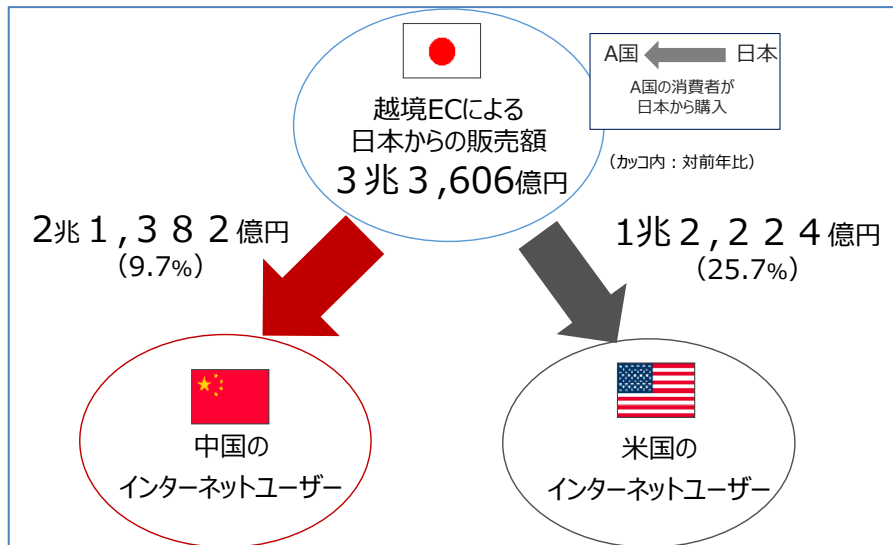 越境ECによる
日本からの販売額
３兆３,606億円
A国 日本
A国の消費者が
日本から購入
（カッコ内：対前年比）
2兆１,３８２億円
（9.7%）
1兆２,２２４億円
（25.7%）
中国の
インターネットユーザー
米国の
インターネットユーザー